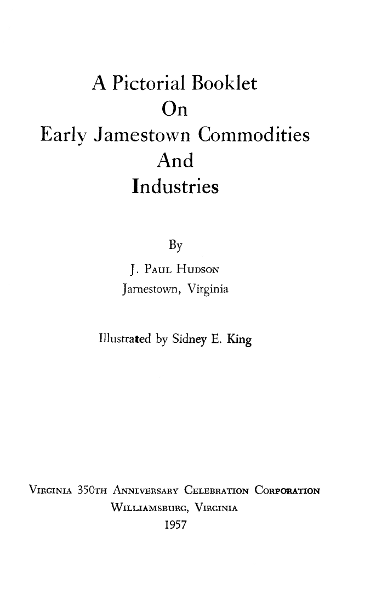 A Pictorial Booklet
On
Early Jamestown Commodities
And
Industries
By
J. Paul Hudson
Jamestown, Virginia
Illustrated by Sidney E. King
Virginia 350th Anniversary Celebration Corporation
Williamsburg, Virginia
1957